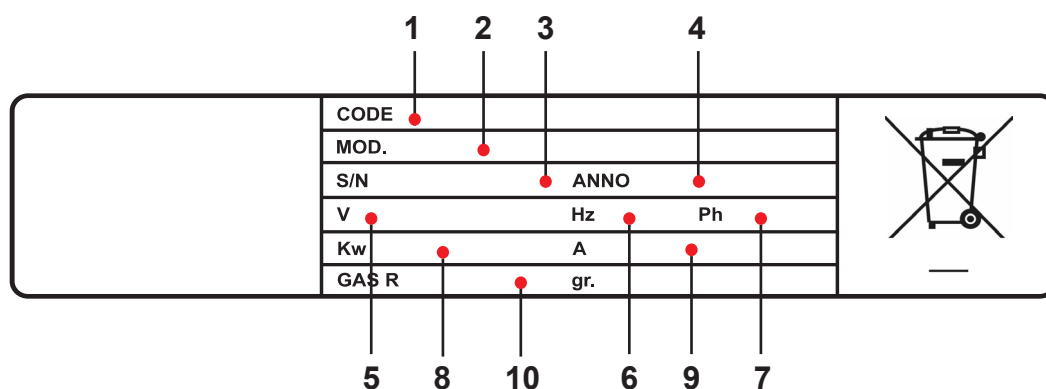 1 2 3 4
CODE
MOD.
S/N ANNO
V Hz Ph
Kw A
GAS R gr.
5 8 10 6 9 7